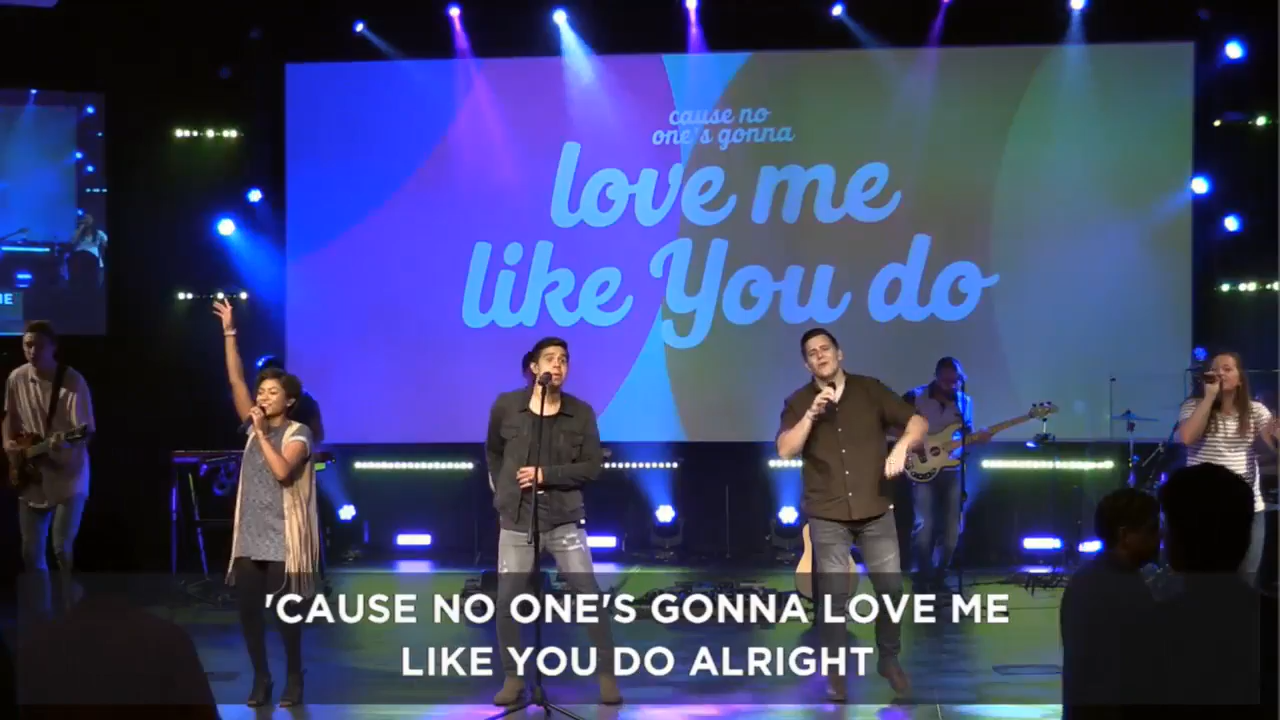 cause no
one's gonna
love me
like You do
NE
'CAUSE NO ONE'S GONNA LOVE ME
LIKE YOU DO ALRIGHT